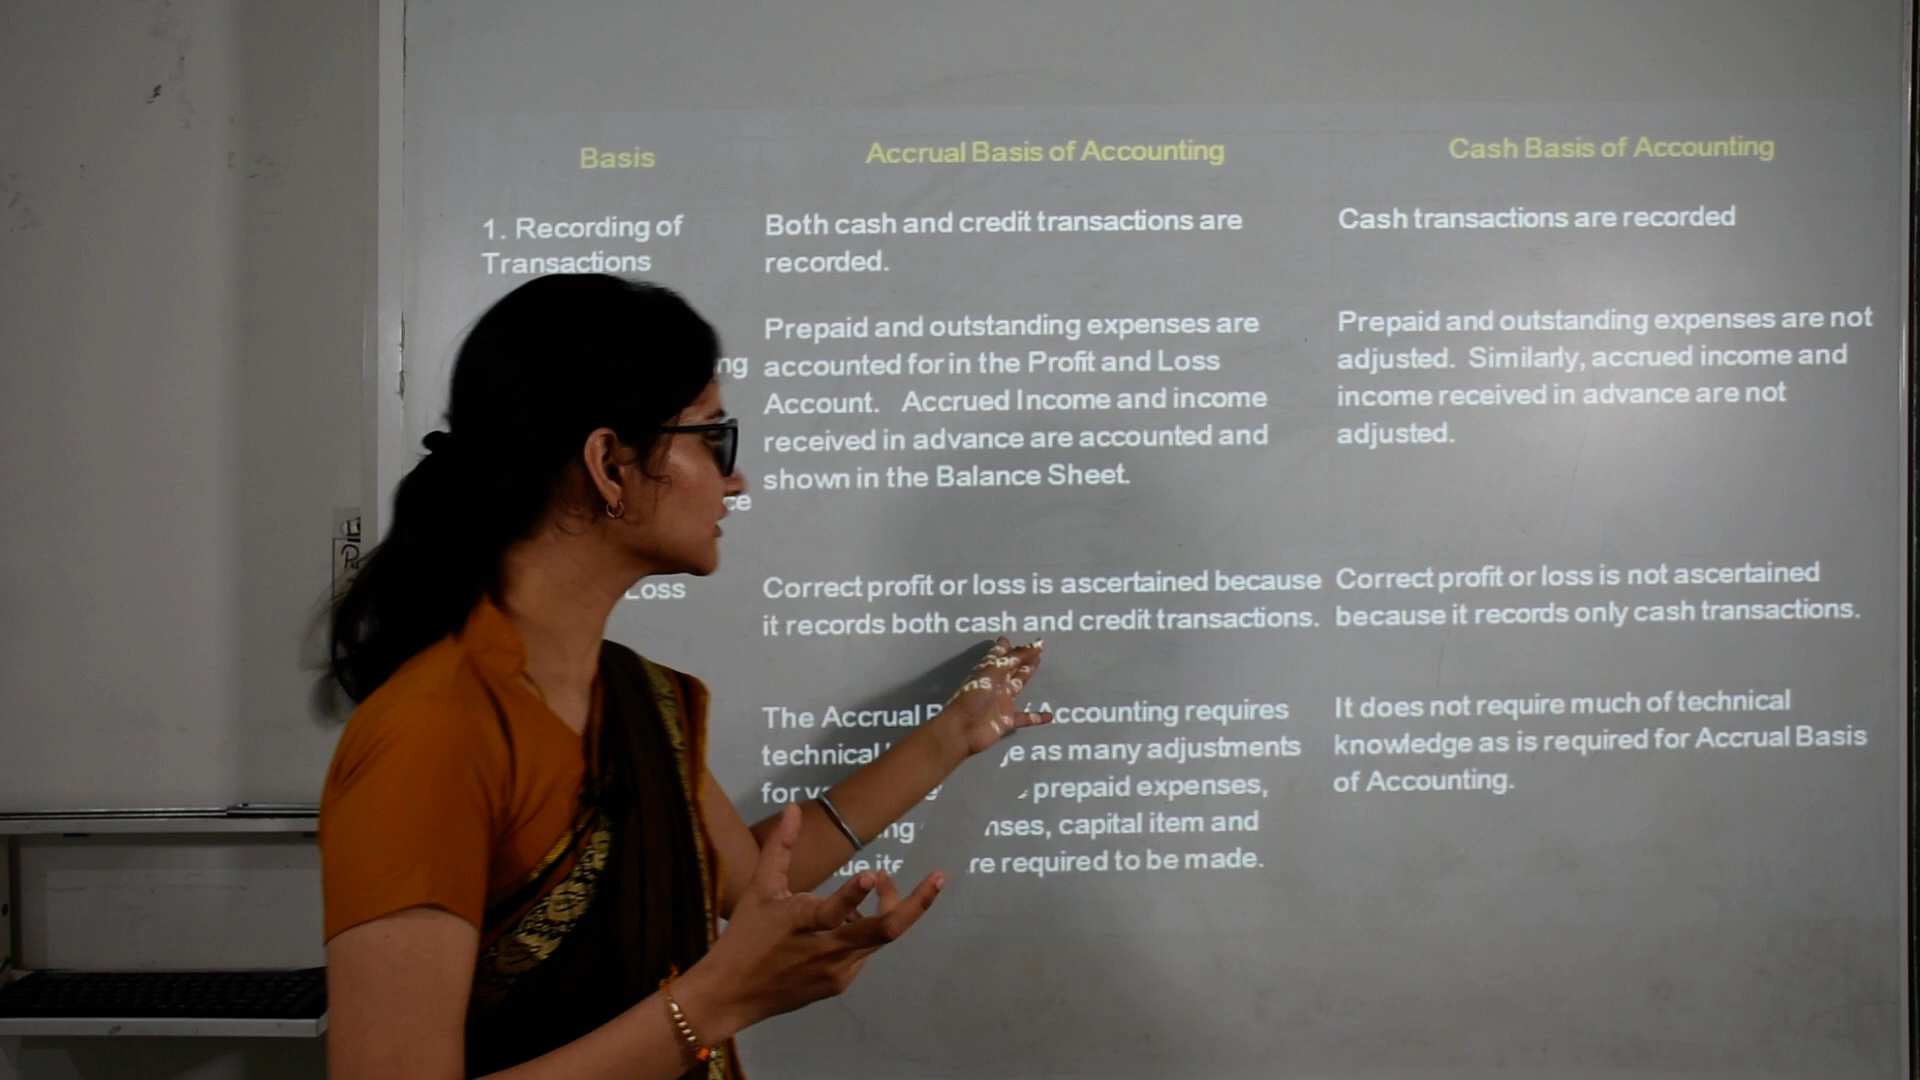 Basis
Accrual Basis of Accounting
Cash Basis of Accounting
1. Recording of
Transactions
Both cash and credit transactions are
recorded.
Cash transactions are recorded
Prepaid and outstanding expenses are
accounted for in the Profit and Loss
Account. Accrued Income and income
received in advance are accounted and
shown in the Balance Sheet.
Prepaid and outstanding expenses are not
adjusted. Similarly, accrued income and
income received in advance are not
adjusted.
Loss
Correct profit or loss is ascertained because
it records both cash and credit transactions.
Correct profit or loss is not ascertained
because it records only cash transactions.
The Accrual Accounting requires
technical as many adjustments
for prepaid expenses,
capital item and
required to be made.
It does not require much of technical
knowledge as is required for Accrual Basis
of Accounting.